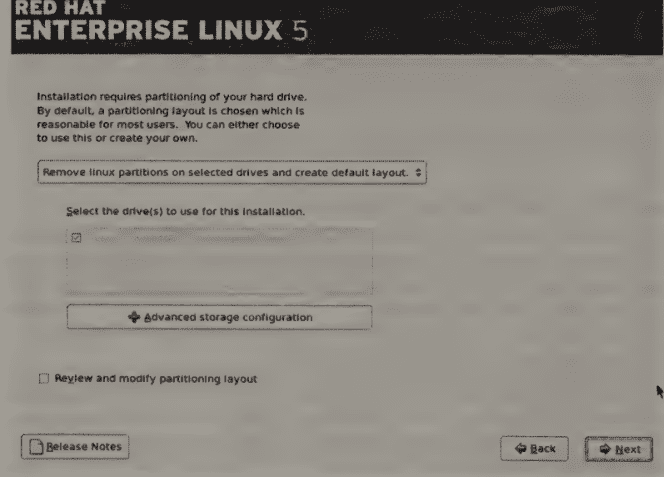 RED HAT
ENTERPRISE LINUX 5
Installation requires partitioning of your hard drive.
By default, a partitioning layout is chosen which is
reasonable for most users. You can either choose
to use this or create your own.
Remove linux partitions on selected drives and create default layout.
Select the drive(s) to use for this installation.
Advanced storage configuration
Review and modify partitioning layout
Release Notes
Back
Next